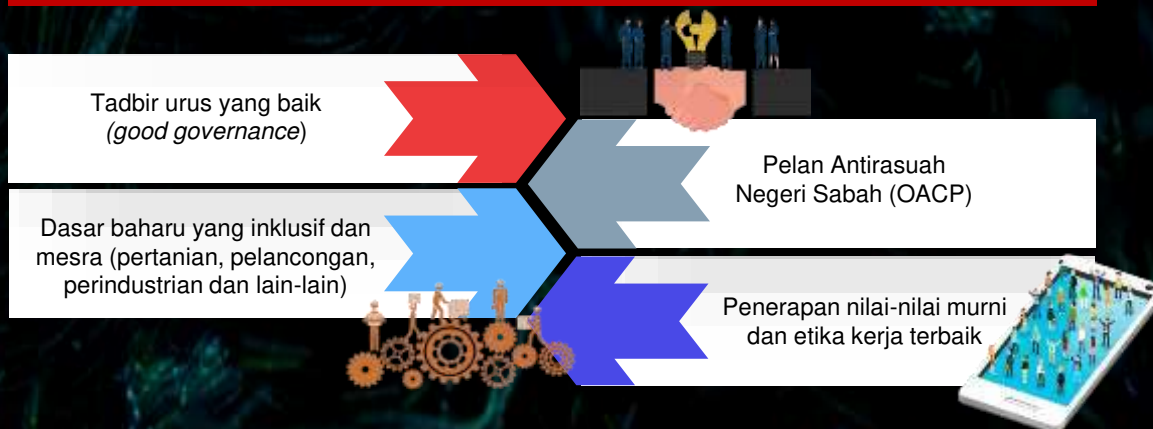 Tadbir urus yang baik
(good governance)
Pelan Antirasuah
Negeri Sabah (OACP)
Dasar baharu yang inklusif dan
mesra (pertanian, pelancongan,
perindustrian dan lain-lain)
Penerapan nilai-nilai murni
dan etika kerja terbaik